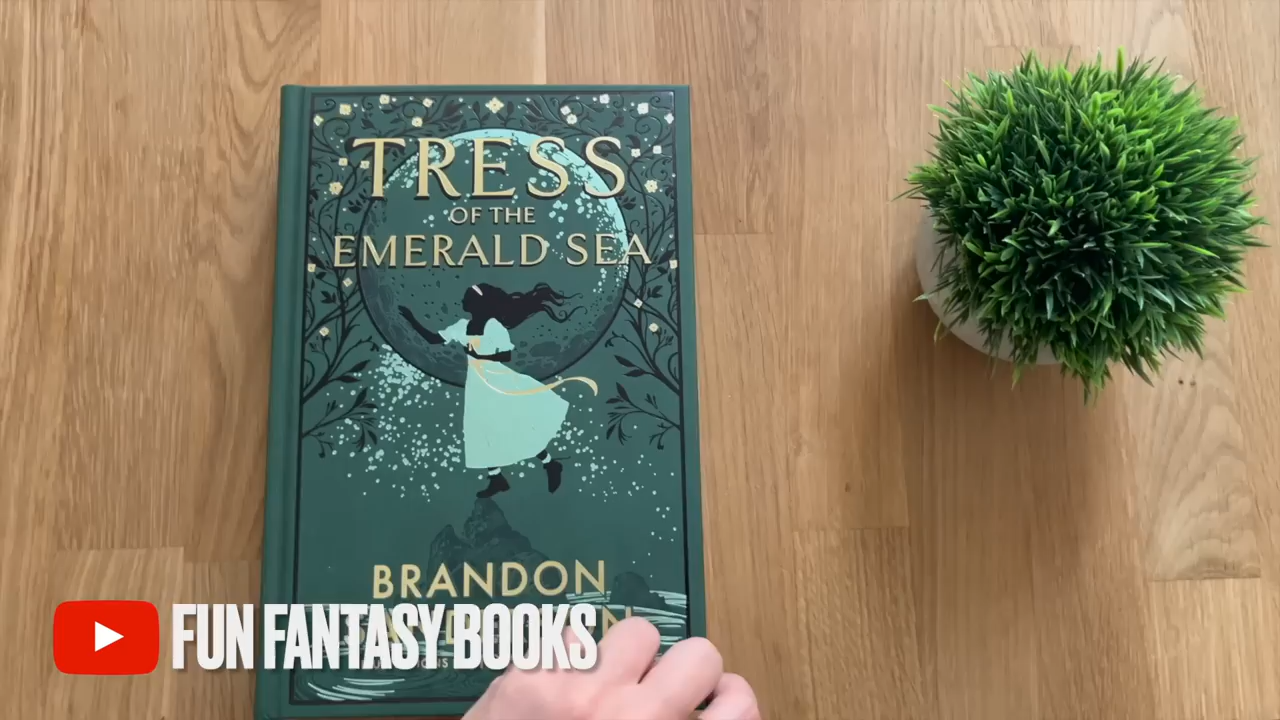 TRESS
OF THE
EMERALD SEA
BRANDON
FUN FANTASY BOOKS